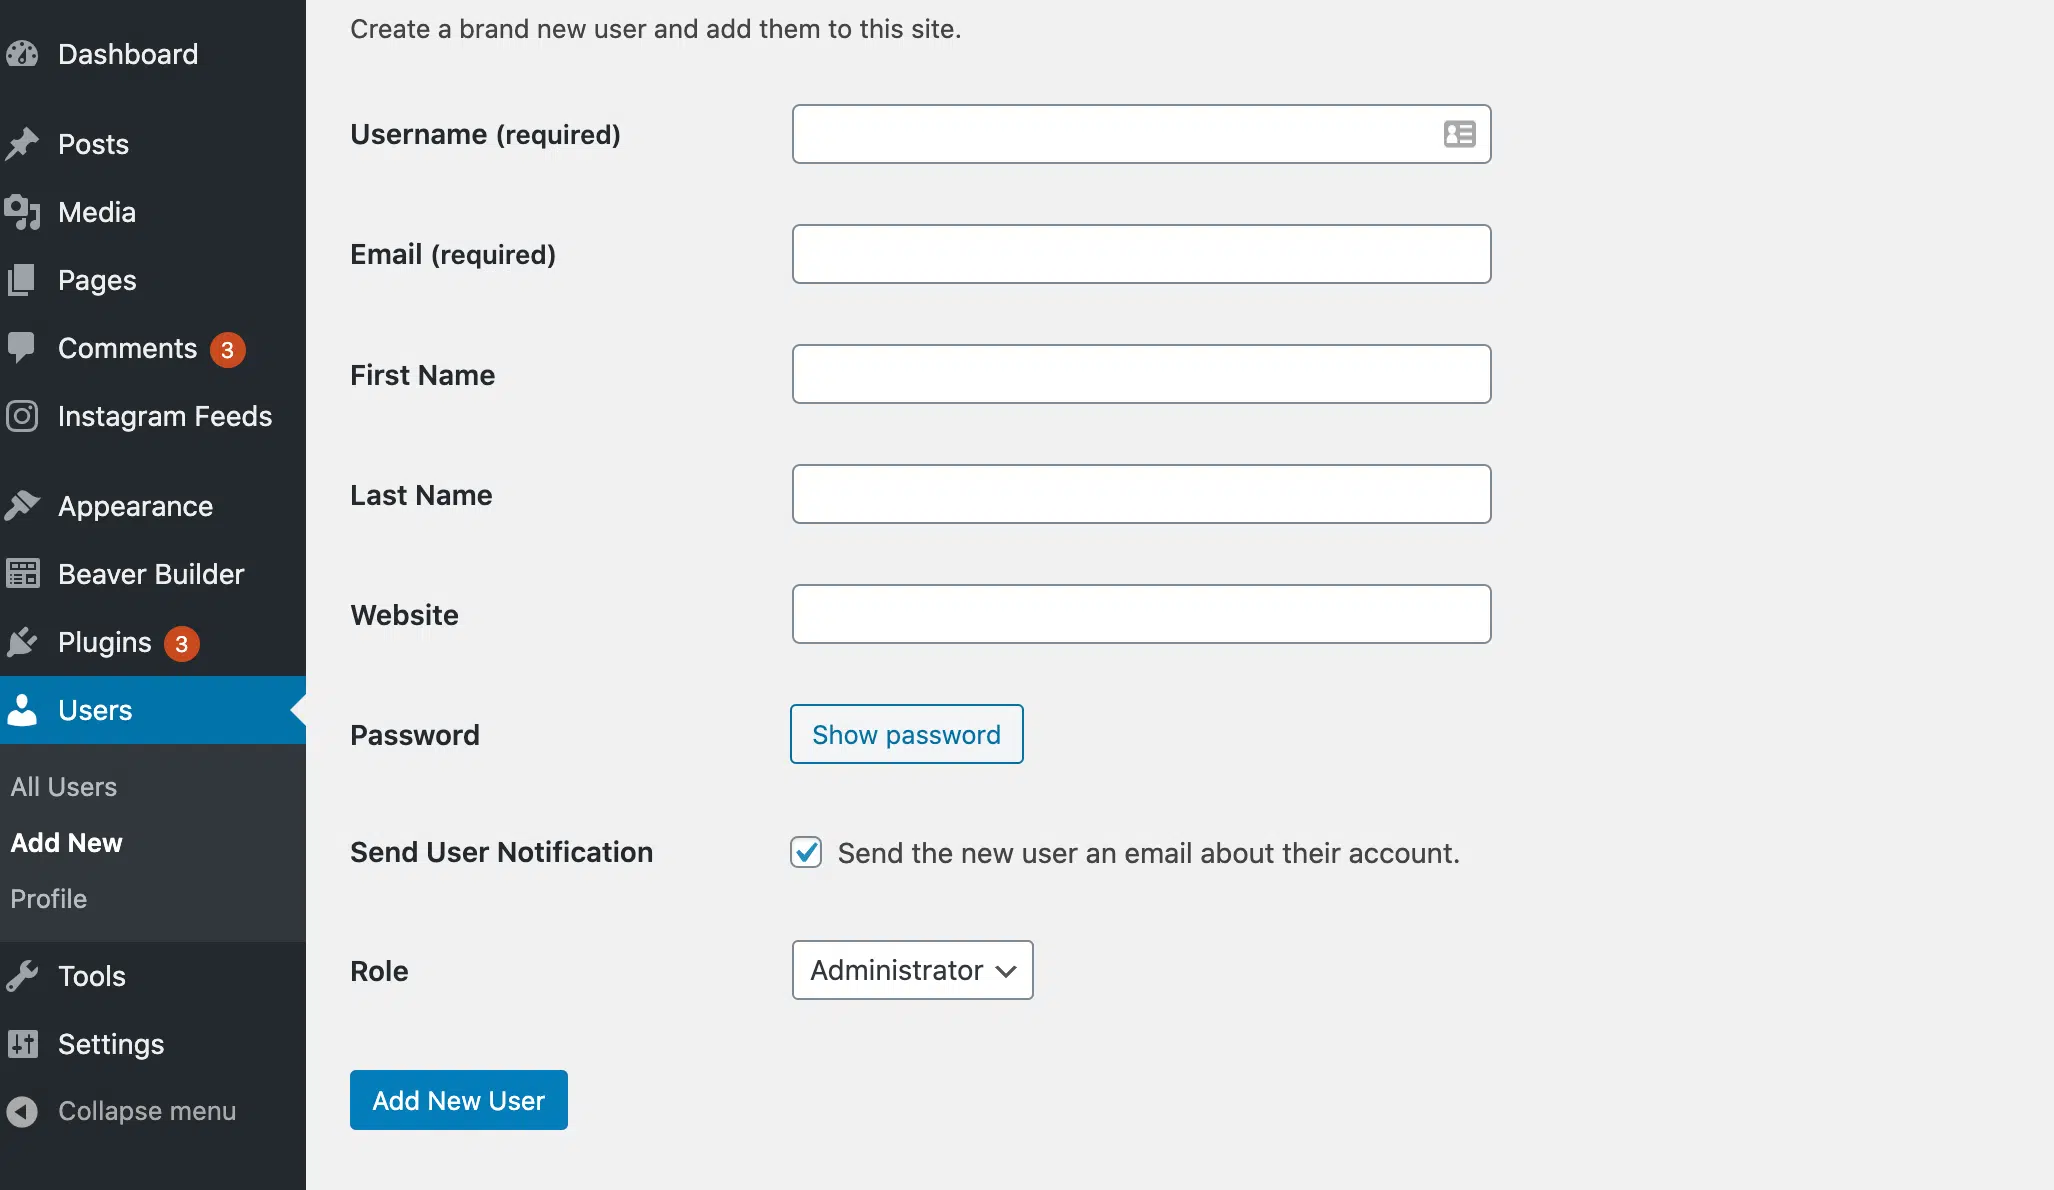 Dashboard
Posts
Media
Pages
Comments 3
Instagram Feeds
Appearance
Beaver Builder
Plugins 3
Users
All Users
Add New
Profile
Tools
Settings
Collapse menu
Create a brand new user and add them to this site.
Username (required)
Email (required)
First Name
Last Name
Website
Password Show password
Send User Notification Send the new user an email about their account.
Role Administrator
Add New User